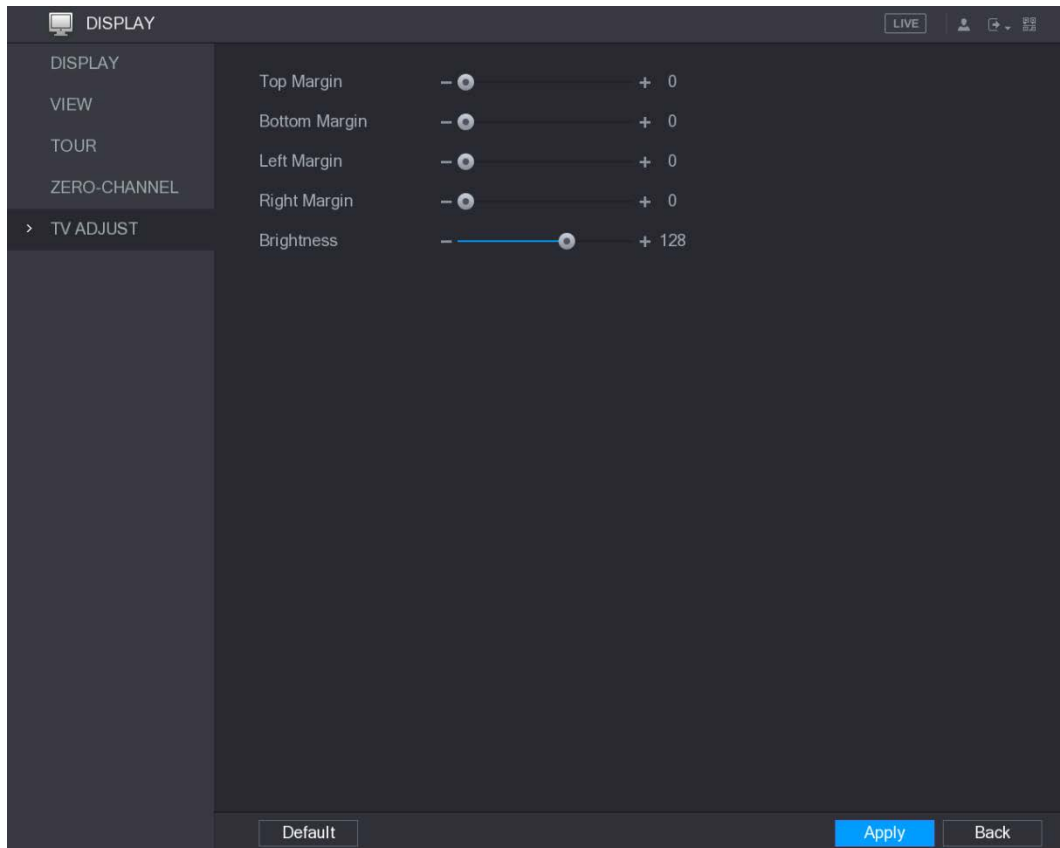 DISPLAY
LIVE
DISPLAY
VIEW
TOUR
ZERO-CHANNEL
> TV ADJUST
Top Margin - + 0
Bottom Margin - + 0
Left Margin - + 0
Right Margin - + 0
Brightness - + 128
Default Apply Back